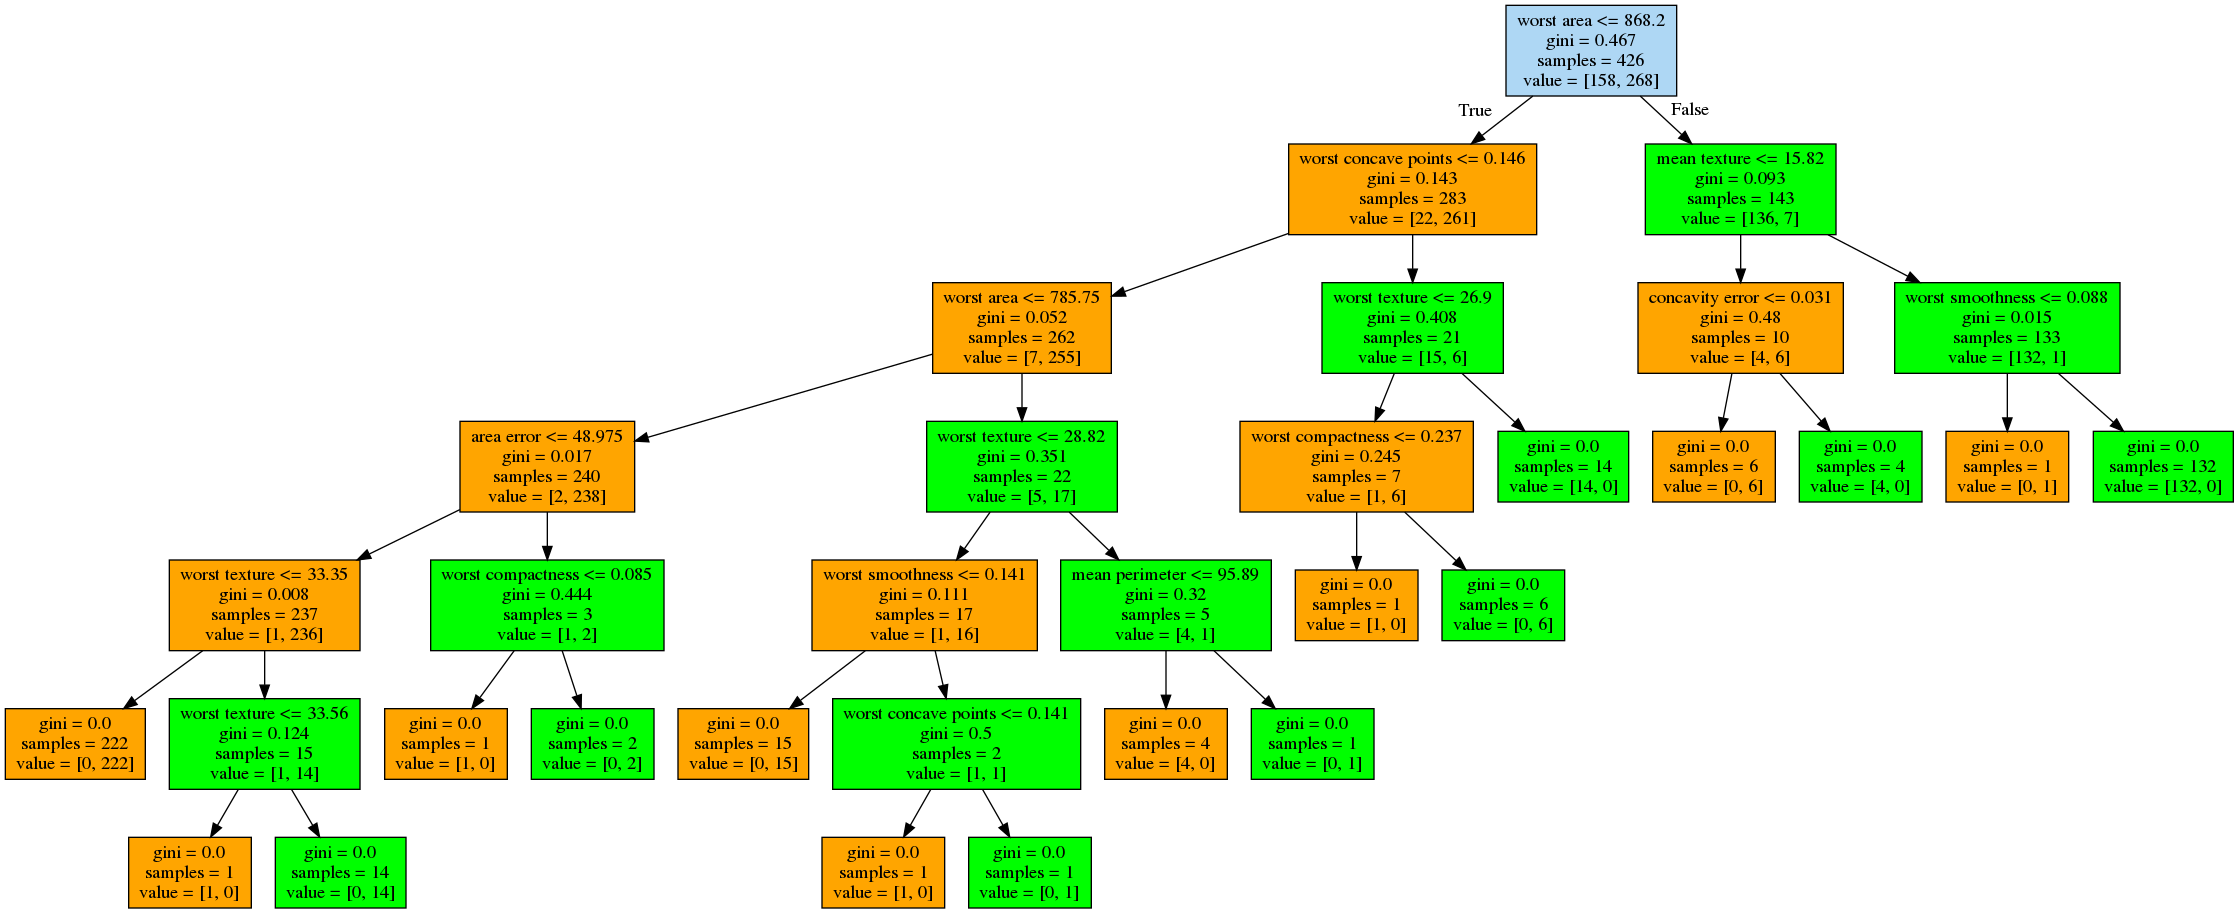 worst area <= 868.2
gini = 0.467
samples = 426
value = [158, 268]
True
False
worst concave points <= 0.146
gini = 0.143
samples = 283
value = [22, 261]
mean texture <= 15.82
gini = 0.093
samples = 143
value = [136, 7]
worst area <= 785.75
gini = 0.052
samples = 262
value = [7, 255]
worst texture <= 26.9
gini = 0.408
samples = 21
value = [15, 6]
concavity error <= 0.031
gini = 0.48
samples = 10
value = [4, 6]
worst smoothness <= 0.088
gini = 0.015
samples = 133
value = [132, 1]
area error <= 48.975
gini = 0.017
samples = 240
value = [2, 238]
worst texture <= 28.82
gini = 0.351
samples = 22
value = [5, 17]
worst compactness <= 0.237
gini = 0.245
samples = 7
value = [1, 6]
gini = 0.0
samples = 14
value = [14, 0]
gini = 0.0
samples = 6
value = [0, 6]
gini = 0.0
samples = 4
value = [4, 0]
gini = 0.0
samples = 1
value = [0, 1]
gini = 0.0
samples = 132
value = [132, 0]
worst texture <= 33.35
gini = 0.008
samples = 237
value = [1, 236]
worst compactness <= 0.085
gini = 0.444
samples = 3
value = [1, 2]
worst smoothness <= 0.141
gini = 0.111
samples = 17
value = [1, 16]
mean perimeter <= 95.89
gini = 0.32
samples = 5
value = [4, 1]
gini = 0.0
samples = 1
value = [1, 0]
gini = 0.0
samples = 6
value = [0, 6]
gini = 0.0
samples = 222
value = [0, 222]
worst texture <= 33.56
gini = 0.124
samples = 15
value = [1, 14]
gini = 0.0
samples = 1
value = [1, 0]
gini = 0.0
samples = 2
value = [0, 2]
gini = 0.0
samples = 15
value = [0, 15]
worst concave points <= 0.141
gini = 0.5
samples = 2
value = [1, 1]
gini = 0.0
samples = 4
value = [4, 0]
gini = 0.0
samples = 1
value = [0, 1]
gini = 0.0
samples = 1
value = [1, 0]
gini = 0.0
samples = 14
value = [0, 14]
gini = 0.0
samples = 1
value = [1, 0]
gini = 0.0
samples = 1
value = [0, 1]